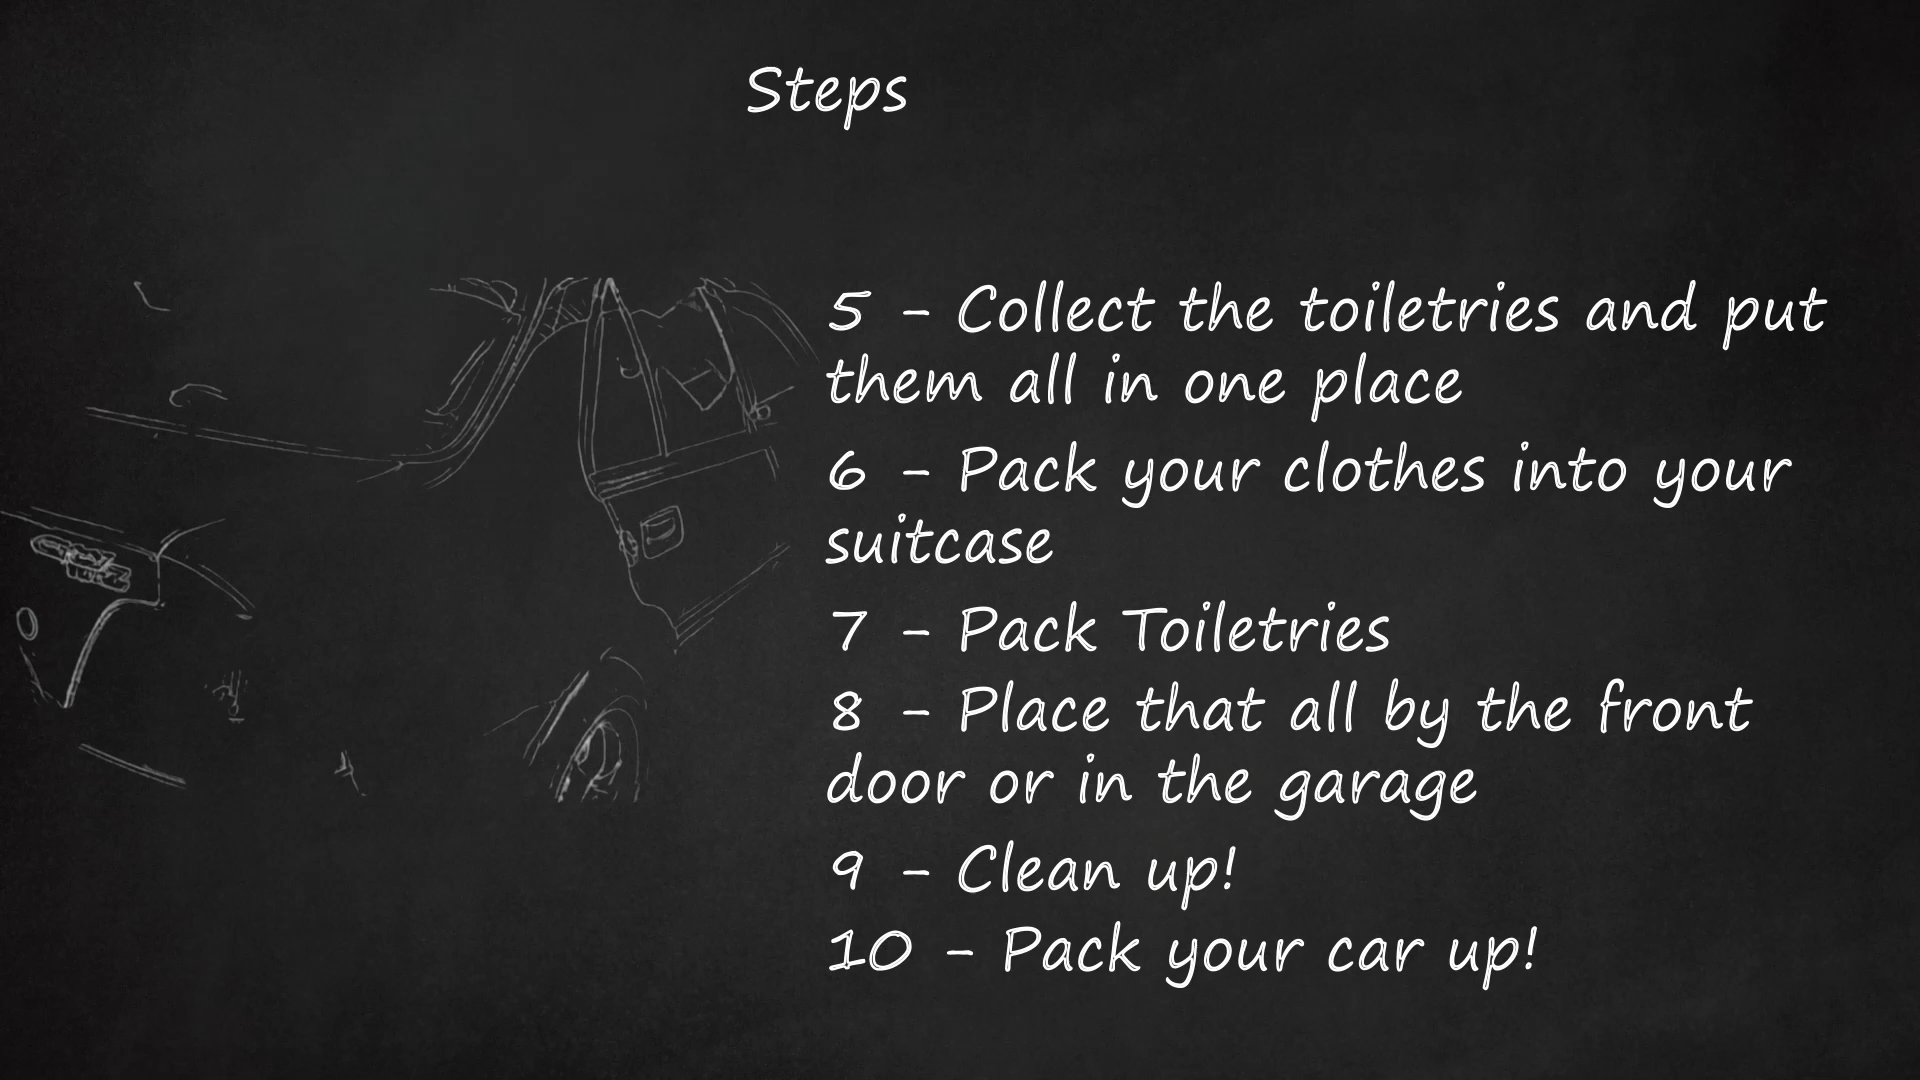 Steps
5 - Collect the toiletries and put
them all in one place
6 - Pack your clothes into your
suitcase
7 - Pack Toiletries
8 - Place that all by the front
door or in the garage
9 - Clean up!
10 - Pack your car up!